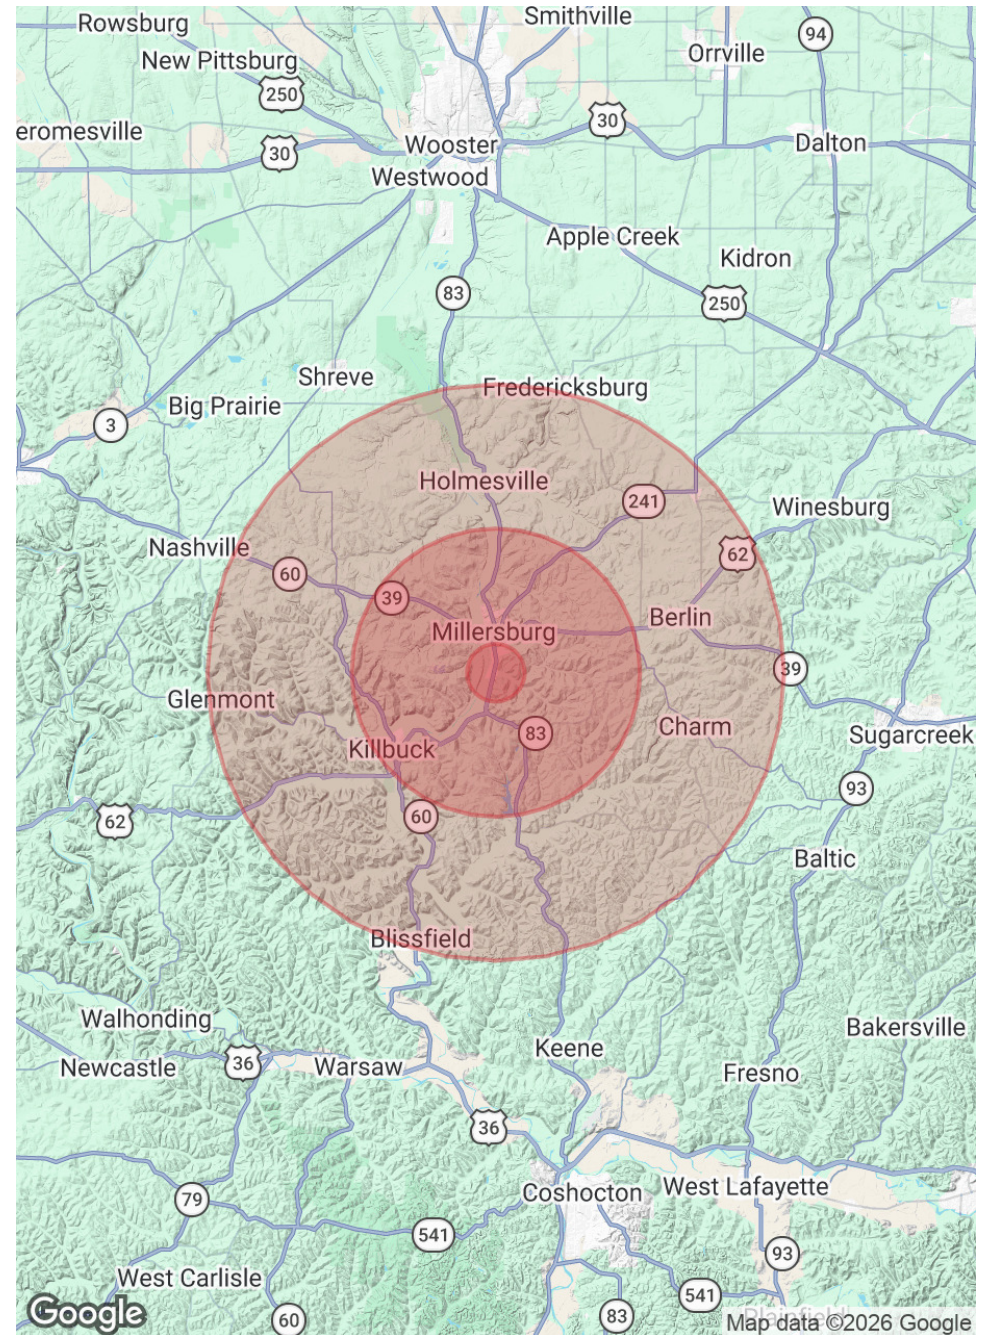 Smithville
Rowsburg
94
Orrville
New Pittsburg
250
30
eromesville
Wooster
Dalton
30
Westwood
Apple Creek
Kidron
83
250
Shreve
Fredericksburg
Big Prairie
3
Holmesville
241
Winesburg
Nashville
62
60
39
Berlin
Millersburg
39
Glenmont
Charm
83
Sugarcreek
Killbuck
93
60
62
Baltic
Blissfield
Walhonding
Bakersville
Keene
36
Newcastle
Warsaw
Fresno
36
Coshocton
West Lafayette
79
541
93
West Carlisle
541
Google
60
83
Plainfield
Map data ©2026 Google